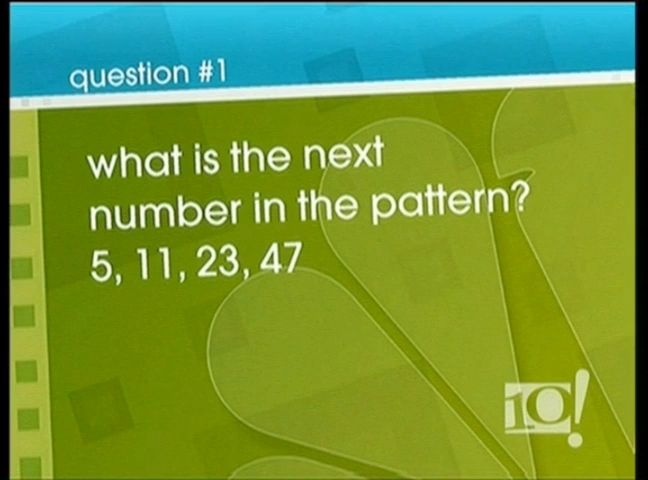 question #1
what is the next
number in the pattern?
5, 11, 23, 47
10!